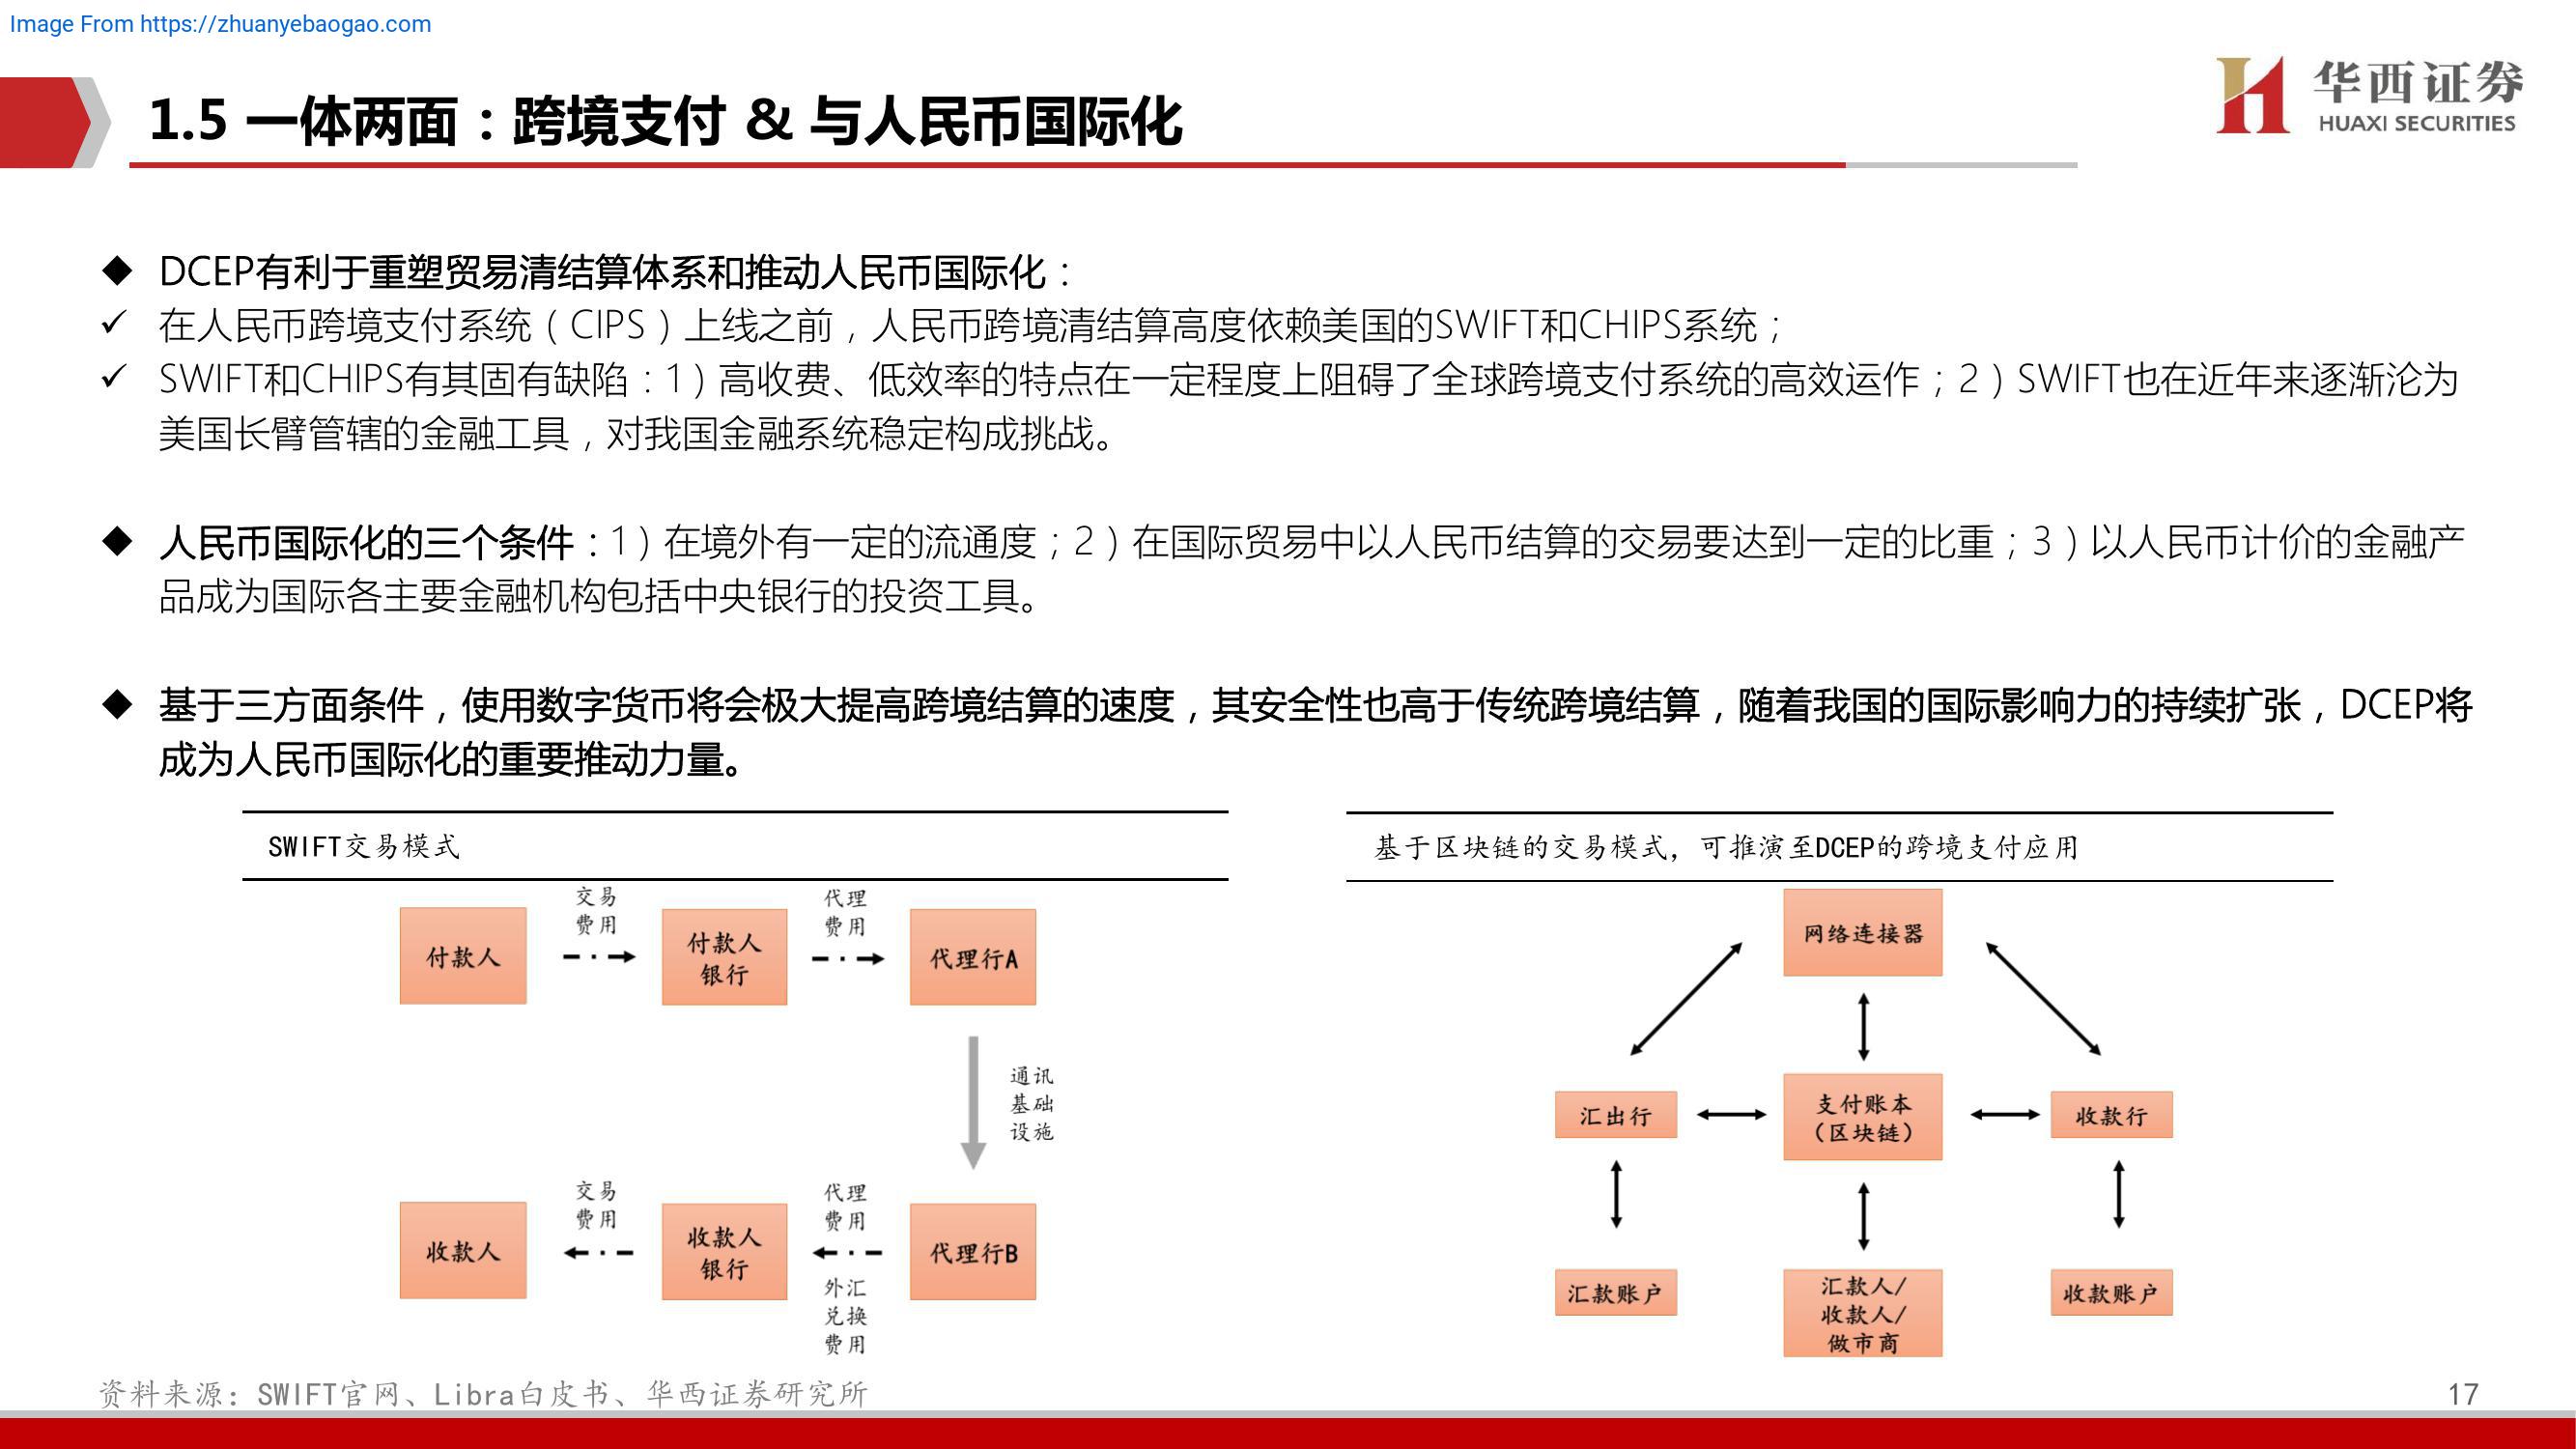 Image From https://zhuanyebaogao.com
1.5 一体两面：跨境支付 & 与人民币国际化
华西证券
HUAXI SECURITIES
◆ DCEP有利于重塑贸易清结算体系和推动人民币国际化：
✓ 在人民币跨境支付系统（CIPS）上线之前，人民币跨境清结算高度依赖美国的SWIFT和CHIPS系统；
✓ SWIFT和CHIPS有其固有缺陷：1）高收费、低效率的特点在一定程度上阻碍了全球跨境支付系统的高效运作；2）SWIFT也在近年来逐渐沦为
美国长臂管辖的金融工具，对我国金融系统稳定构成挑战。
◆ 人民币国际化的三个条件：1）在境外有一定的流通度；2）在国际贸易中以人民币结算的交易要达到一定的比重；3）以人民币计价的金融产
品成为国际各主要金融机构包括中央银行的投资工具。
◆ 基于三方面条件，使用数字货币将会极大提高跨境结算的速度，其安全性也高于传统跨境结算，随着我国的国际影响力的持续扩张，DCEP将
成为人民币国际化的重要推动力量。
SWIFT交易模式
付款人
交易
费用
付款人
银行
代理
费用
代理行A
通讯
基础
设施
收款人
交易
费用
收款人
银行
代理
费用
外汇
兑换
费用
代理行B
基于区块链的交易模式，可推演至DCEP的跨境支付应用
网络连接器
汇出行
支付账本
（区块链）
收款行
汇款账户
汇款人/
收款人/
做市商
收款账户
资料来源：SWIFT官网、Libra白皮书、华西证券研究所
17